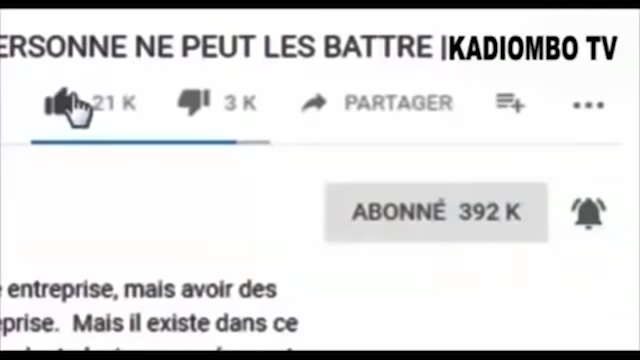 ERSONNE NE PEUT LES BATTRE | KADIOMBO TV
21 K 3 K PARTAGER
ABONNÉ 392 K
entreprise, mais avoir des
eprise. Mais il existe dans ce